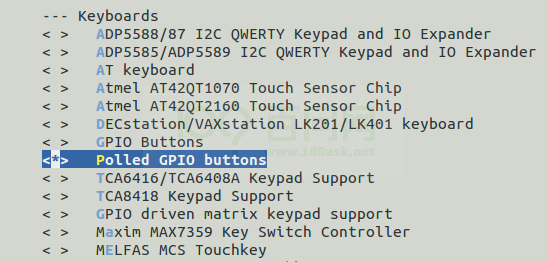 --- Keyboards
< > ADP5588/87 I2C QWERTY Keypad and IO Expander
< > ADP5585/ADP5589 I2C QWERTY Keypad and IO Expander
< > AT keyboard
< > Atmel AT42QT1070 Touch Sensor Chip
< > Atmel AT42QT2160 Touch Sensor Chip
< > DECstation/VAXstation LK201/LK401 keyboard
< > GPIO Buttons
<*> Polled GPIO buttons
www.100ask.net
< > TCA6416/TCA6408A Keypad Support
< > TCA8418 Keypad Support
< > GPIO driven matrix keypad support
< > Maxim MAX7359 Key Switch Controller
< > MELFAS MCS Touchkey